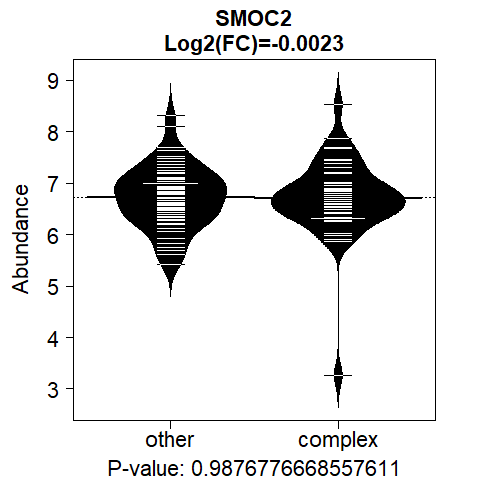 SMOC2
Log2(FC)=-0.0023
Abundance
9
8
7
6
5
4
3
other complex
P-value: 0.9876776668557611